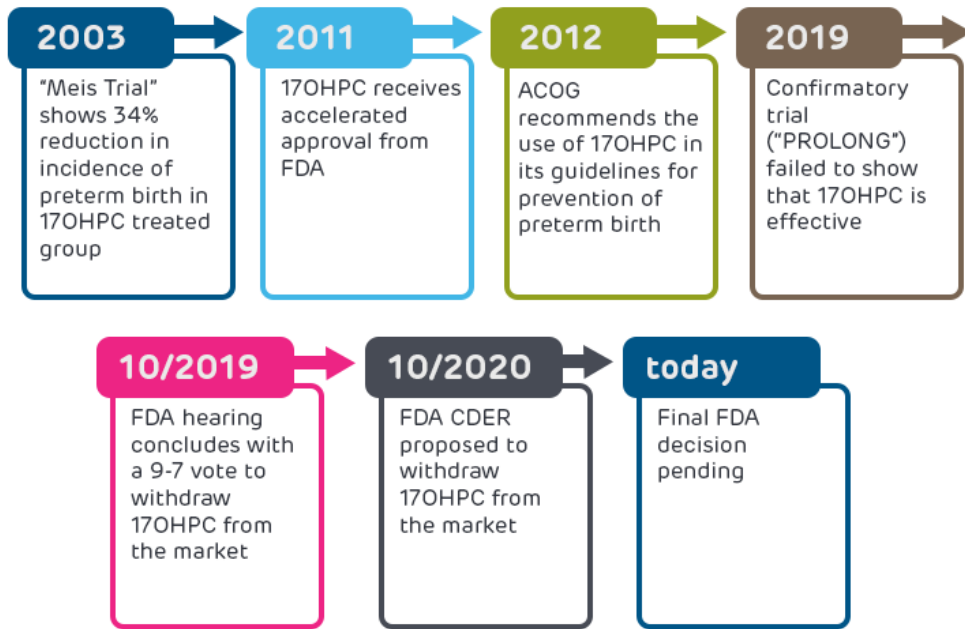 2003
“Meis Trial”
shows 34%
reduction in
incidence of
preterm birth in
17OHPC treated
group
2011
17OHPC receives
accelerated
approval from
FDA
2012
ACOG
recommends the
use of 17OHPC in
its guidelines for
prevention of
preterm birth
2019
Confirmatory
trial
(“PROLONG”)
failed to show
that 17OHPC is
effective
10/2019
FDA hearing
concludes with
a 9-7 vote to
withdraw
17OHPC from
the market
10/2020
FDA CDER
proposed to
withdraw
17OHPC from
the market
today
Final FDA
decision
pending